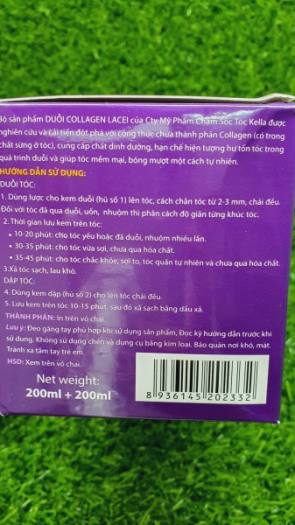 Bộ sản phẩm DUỖI COLLAGEN LACEI của Cty Mỹ Phẩm Chăm Sóc Tóc Kella được
nghiên cứu và cải tiến đột phá với công thức chứa thành phần Collagen (có trong
chất sừng ở tóc), cung cấp chất dinh dưỡng, hạn chế hiện tượng hư tổn tóc trong
quá trình duỗi và giúp tóc mềm mại, bóng mượt một cách tự nhiên.
HƯỚNG DẪN SỬ DỤNG:
DUỖI TÓC:
1. Dùng lược cho kem duỗi (hủ số 1) lên tóc, cách chân tóc từ 2-3 mm, chải đều.
Đối với tóc đã qua duỗi, uốn, nhuộm thì phân cách độ giãn từng khúc tóc.
2. Thời gian lưu kem trên tóc:
• 10-20 phút: cho tóc yếu hoặc đã duỗi, nhuộm nhiều lần.
• 30-35 phút: cho tóc vừa sợi, chưa qua hóa chất.
• 35-45 phút: cho tóc chắc khỏe, sợi to, tóc quăn tự nhiên và chưa qua hóa chất.
3.Xả tóc sạch, lau khô.
DẬP TÓC:
4. Dùng kem dập (hủ số 2) cho lên tóc chải đều.
5. Lưu kem trên tóc 10-15 phút, sau đó xả sạch bằng dầu xả.
THÀNH PHẦN: In trên vỏ chai.
Lưu ý: Đeo găng tay phù hợp khi sử dụng sản phẩm, Đọc kỹ hướng dẫn trước khi
sử dụng. Không sử dụng chén và dụng cụ bằng kim loại. Bảo quản nơi khô, mát.
Tránh xa tầm tay trẻ em.
HSD: Xem trên vỏ chai.
Net weight:
200ml + 200ml
8 936145 202332